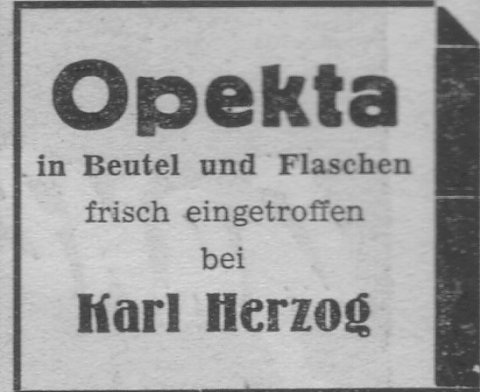 Opekta
in Beutel und Flaschen
frisch eingetroffen
bei
Karl Herzog